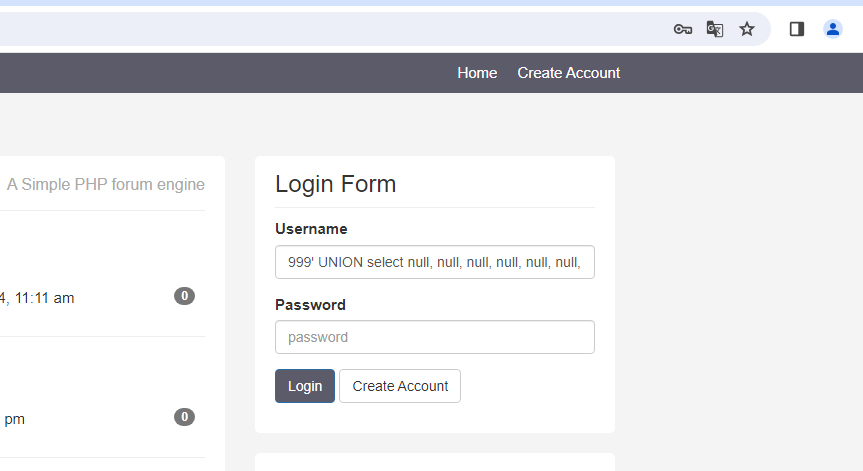 Home Create Account
A Simple PHP forum engine
Login Form
Username
999' UNION select null, null, null, null, null, null,
4, 11:11 am 0
Password
password
Login Create Account
pm 0